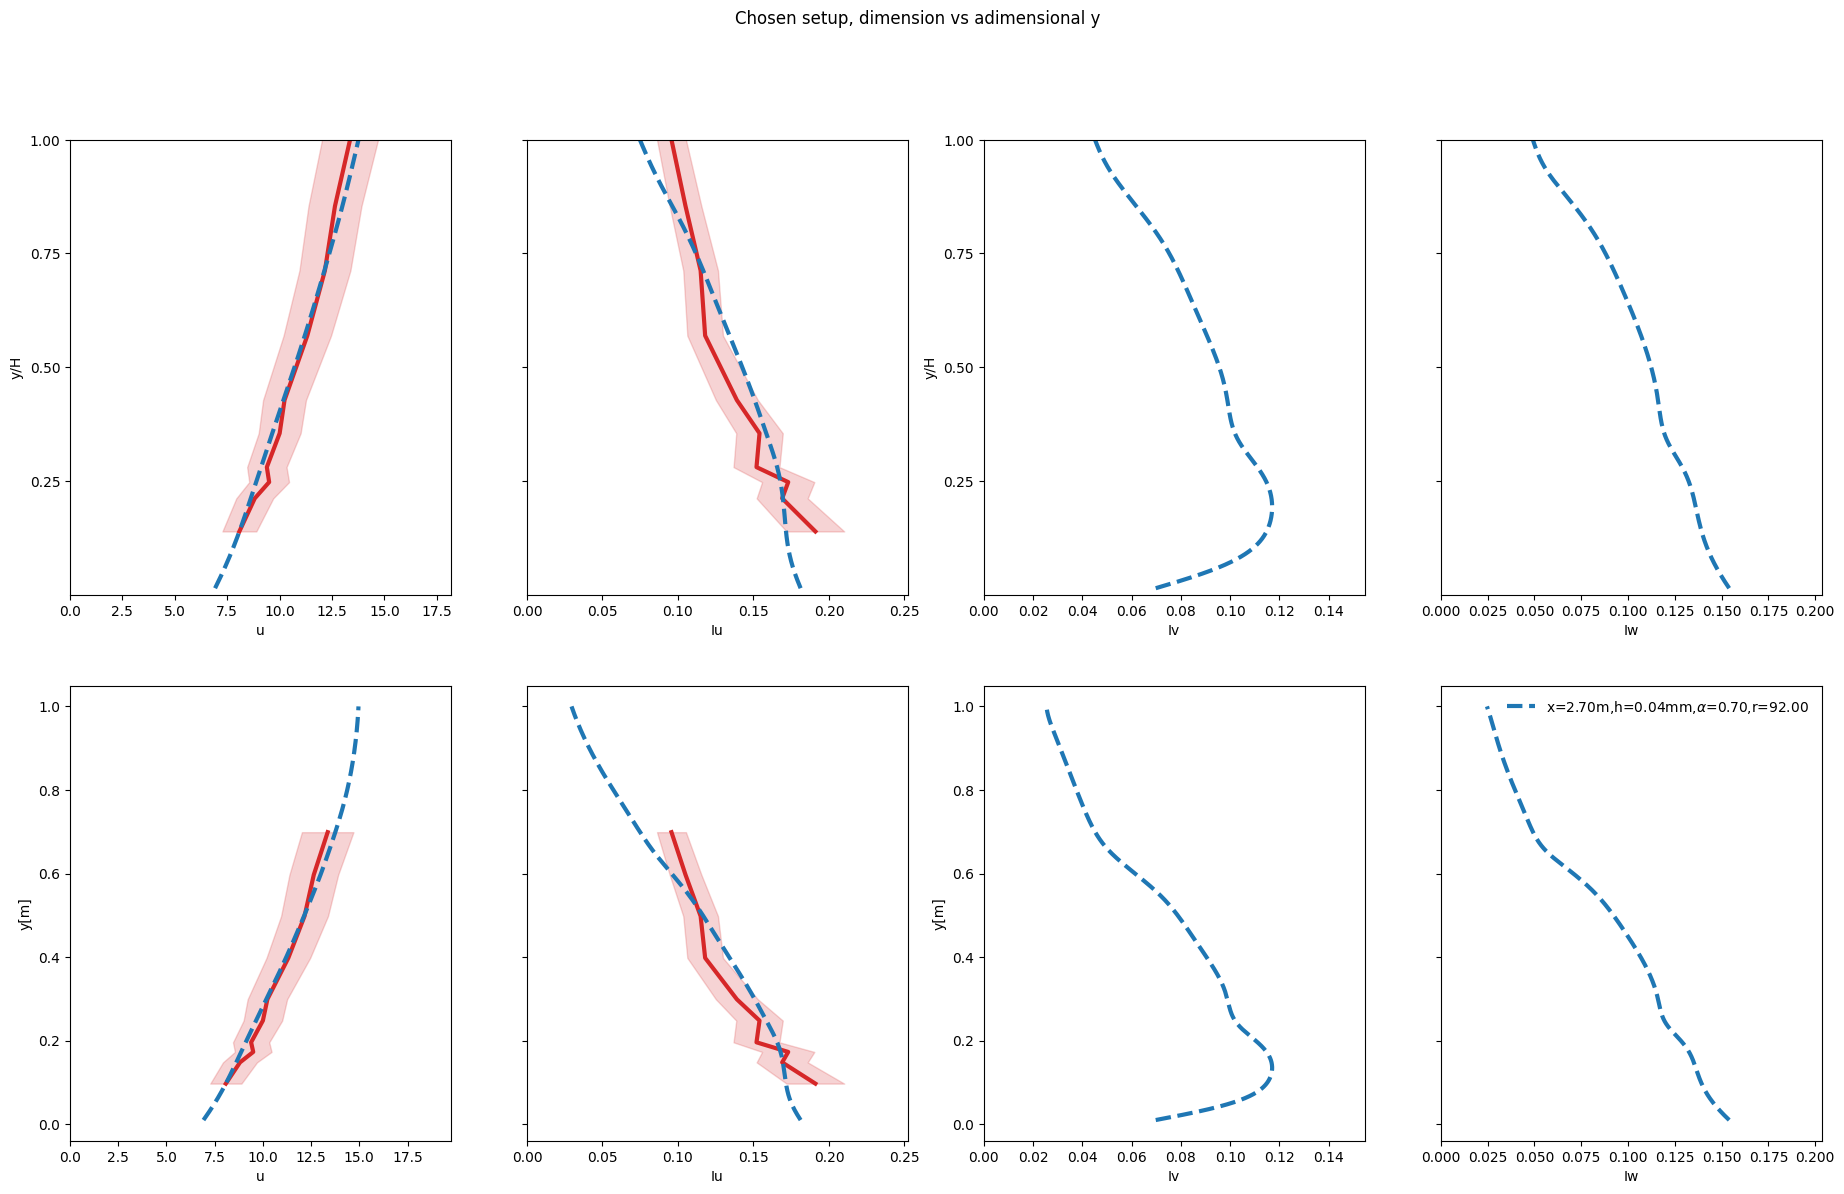 Chosen setup, dimension vs adimensional y
1.00
0.75
0.50
0.25
y/H
0.0 2.5 5.0 7.5 10.0 12.5 15.0 17.5
u
0.00 0.05 0.10 0.15 0.20 0.25
Iu
1.00
0.75
0.50
0.25
y/H
0.00 0.02 0.04 0.06 0.08 0.10 0.12 0.14
Iv
0.000 0.025 0.050 0.075 0.100 0.125 0.150 0.175 0.200
Iw
1.0
0.8
0.6
0.4
0.2
0.0
y[m]
0.0 2.5 5.0 7.5 10.0 12.5 15.0 17.5
u
0.00 0.05 0.10 0.15 0.20 0.25
Iu
1.0
0.8
0.6
0.4
0.2
0.0
y[m]
0.00 0.02 0.04 0.06 0.08 0.10 0.12 0.14
Iv
x=2.70m,h=0.04mm,α=0.70,r=92.00
0.000 0.025 0.050 0.075 0.100 0.125 0.150 0.175 0.200
Iw